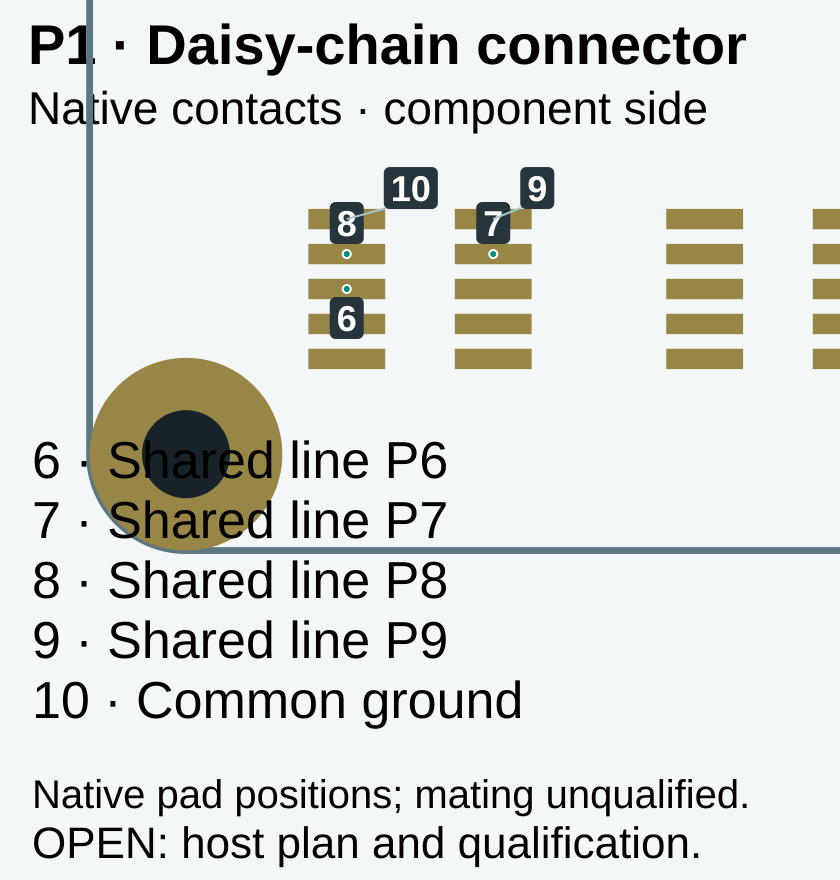 P1 · Daisy-chain connector
Native contacts · component side
10
9
8
7
6
6 · Shared line P6
7 · Shared line P7
8 · Shared line P8
9 · Shared line P9
10 · Common ground
Native pad positions; mating unqualified.
OPEN: host plan and qualification.